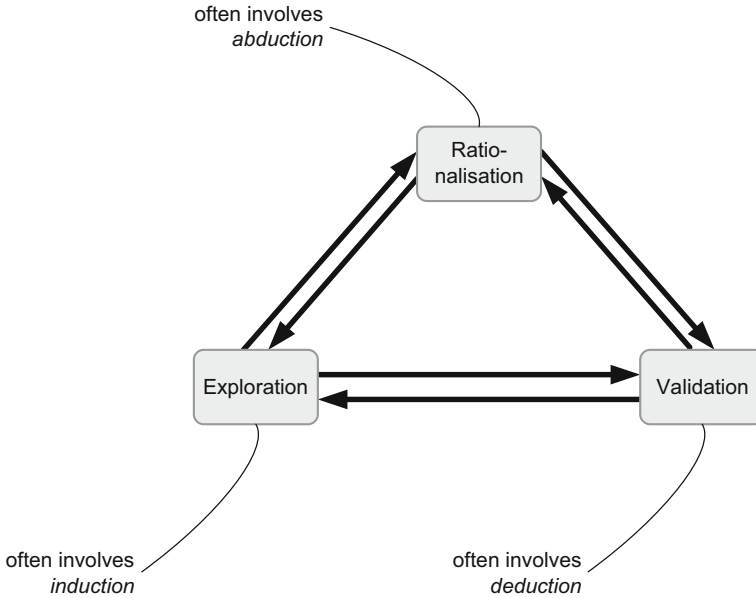 often involves
abduction
Ratio-
nalisation
Exploration
Validation
often involves
induction
often involves
deduction